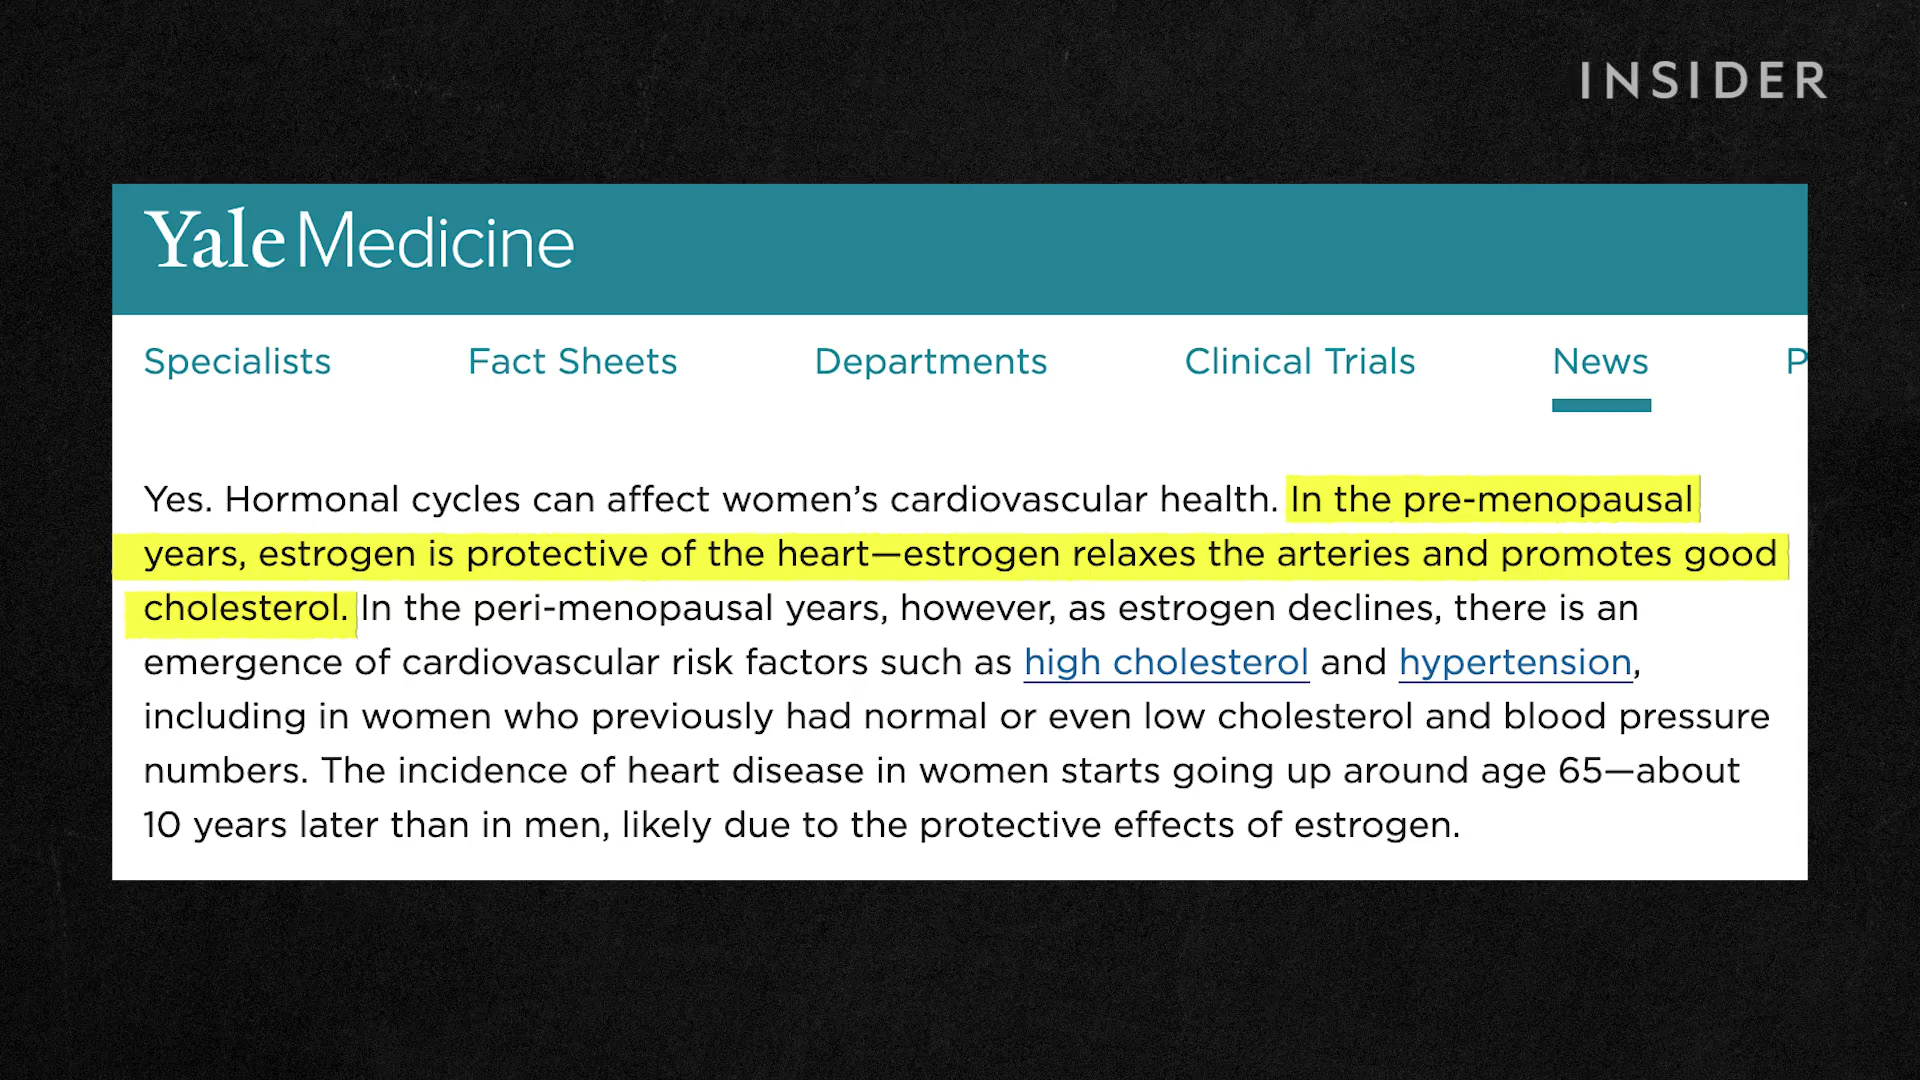 INSIDER
Yale Medicine
Specialists Fact Sheets Departments Clinical Trials News P
Yes. Hormonal cycles can affect women’s cardiovascular health. In the pre-menopausal
years, estrogen is protective of the heart—estrogen relaxes the arteries and promotes good
cholesterol. In the peri-menopausal years, however, as estrogen declines, there is an
emergence of cardiovascular risk factors such as high cholesterol and hypertension,
including in women who previously had normal or even low cholesterol and blood pressure
numbers. The incidence of heart disease in women starts going up around age 65—about
10 years later than in men, likely due to the protective effects of estrogen.